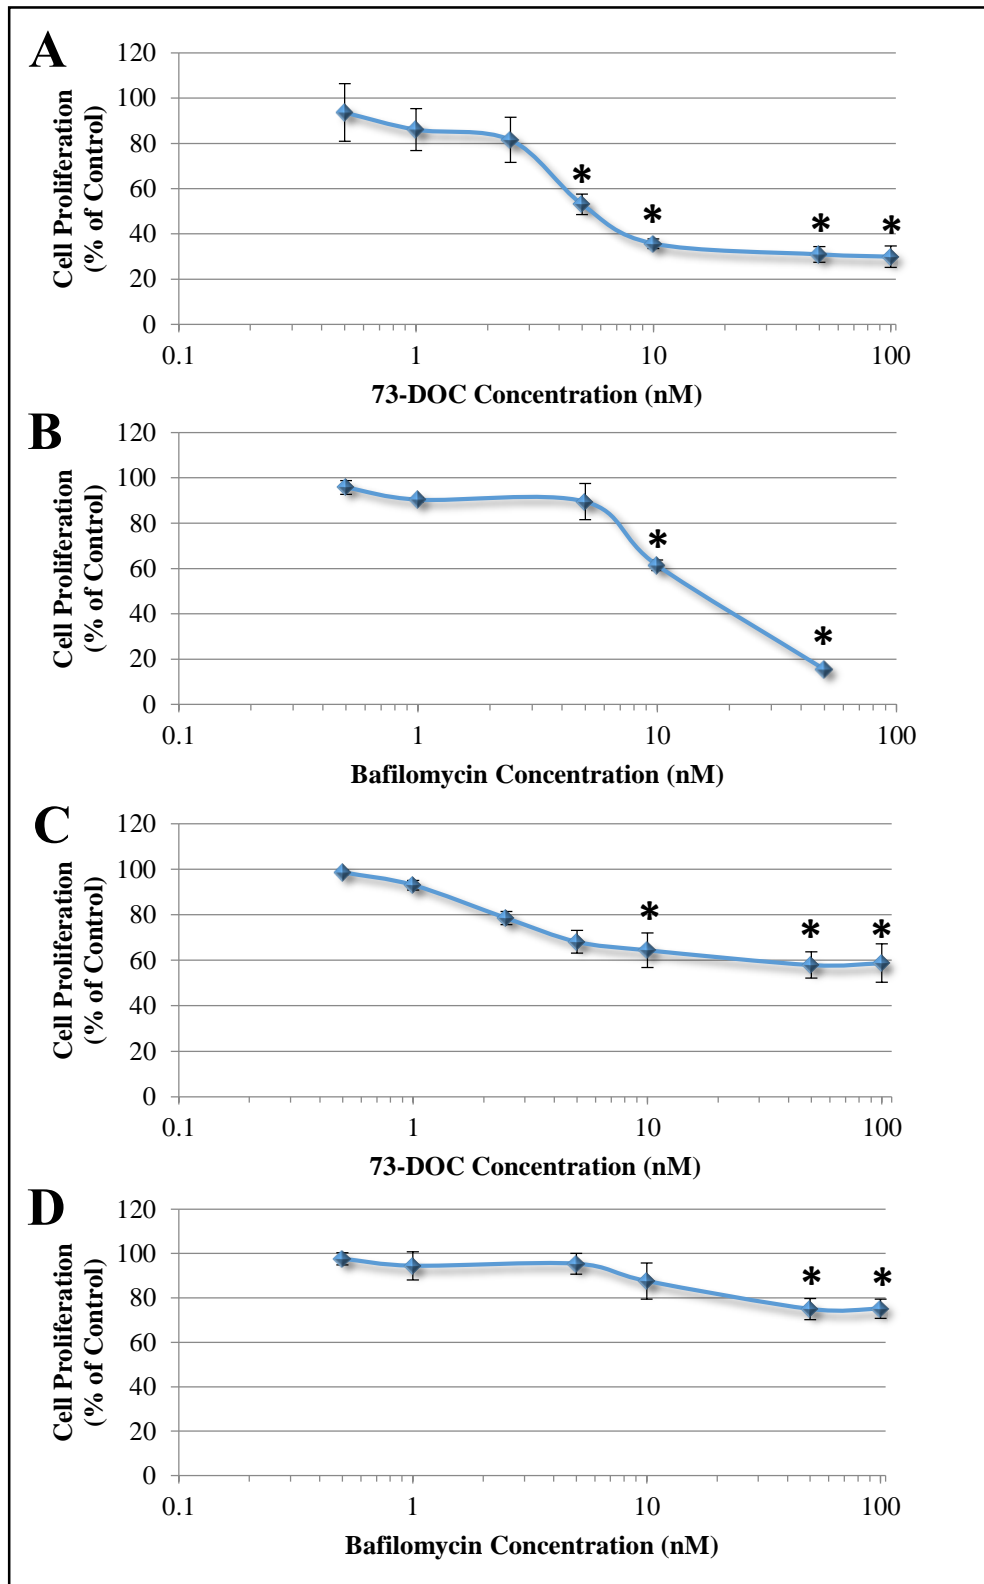 A
120
100
80
60
40
20
0
Cell Proliferation
(% of Control)
*
*
*
*
0.1 1 10 100
73-DOC Concentration (nM)
B
120
100
80
60
40
20
0
Cell Proliferation
(% of Control)
*
*
0.1 1 10 100
Bafilomycin Concentration (nM)
C
120
100
80
60
40
20
0
Cell Proliferation
(% of Control)
*
*
*
0.1 1 10 100
73-DOC Concentration (nM)
D
120
100
80
60
40
20
0
Cell Proliferation
(% of Control)
*
*
0.1 1 10 100
Bafilomycin Concentration (nM)